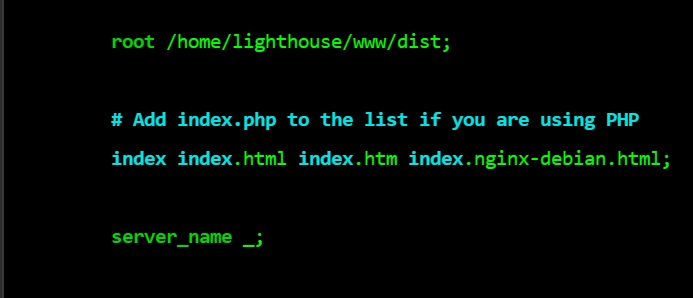 root /home/lighthouse/www/dist;
# Add index.php to the list if you are using PHP
index index.html index.htm index.nginx-debian.html;
server_name _;